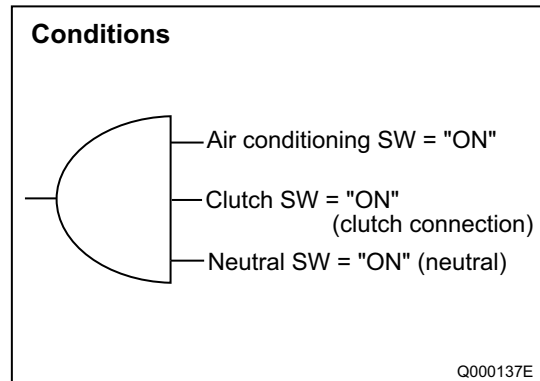 Conditions
Air conditioning SW = "ON"
Clutch SW = "ON"
(clutch connection)
Neutral SW = "ON" (neutral)
Q000137E